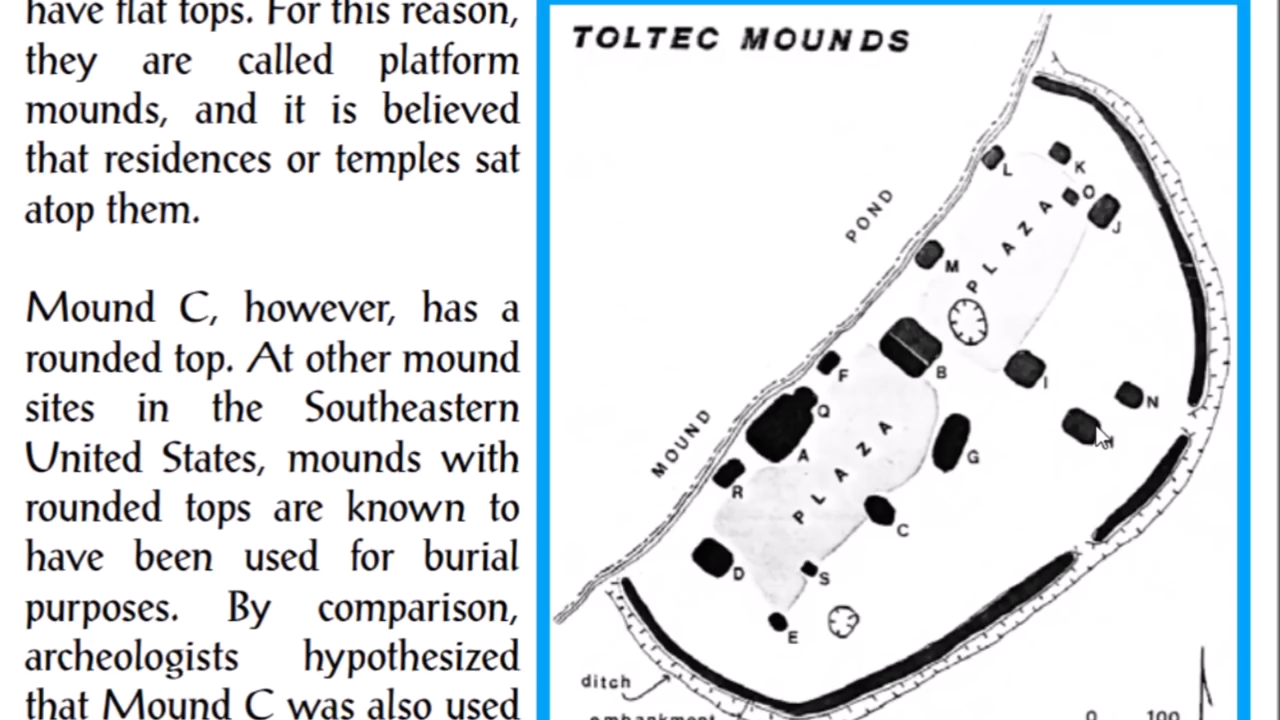 have flat tops. For this reason,
they are called platform
mounds, and it is believed
that residences or temples sat
atop them.
Mound C, however, has a
rounded top. At other mound
sites in the Southeastern
United States, mounds with
rounded tops are known to
have been used for burial
purposes. By comparison,
archeologists hypothesized
that Mound C was also used
TOLTEC MOUNDS
L
K
O
J
POND
PLAZA
M
B
I
F
N
Q
MOUND
A
G
R
PLAZA
C
D
S
E
ditch
embankment
0 100